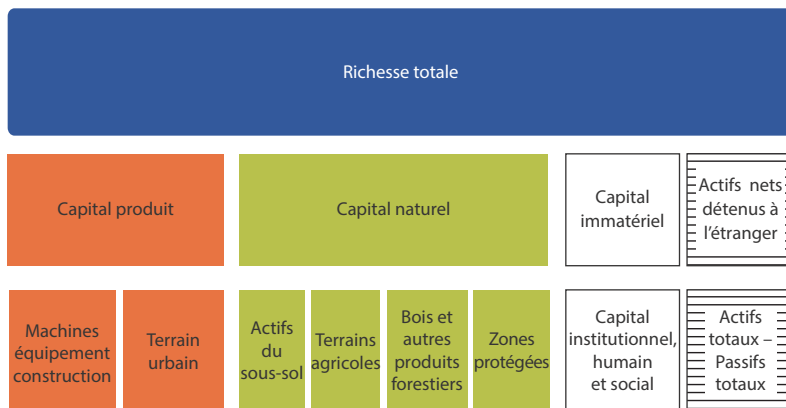 Richesse totale
Capital produit
Capital naturel
Capital
immatériel
Actifs nets
détenus à
l'étranger
Machines
équipement
construction
Terrain
urbain
Actifs
du
sous-sol
Terrains
agricoles
Bois et
autres
produits
forestiers
Zones
protégées
Capital
institutionnel,
humain
et social
Actifs
totaux –
Passifs
totaux